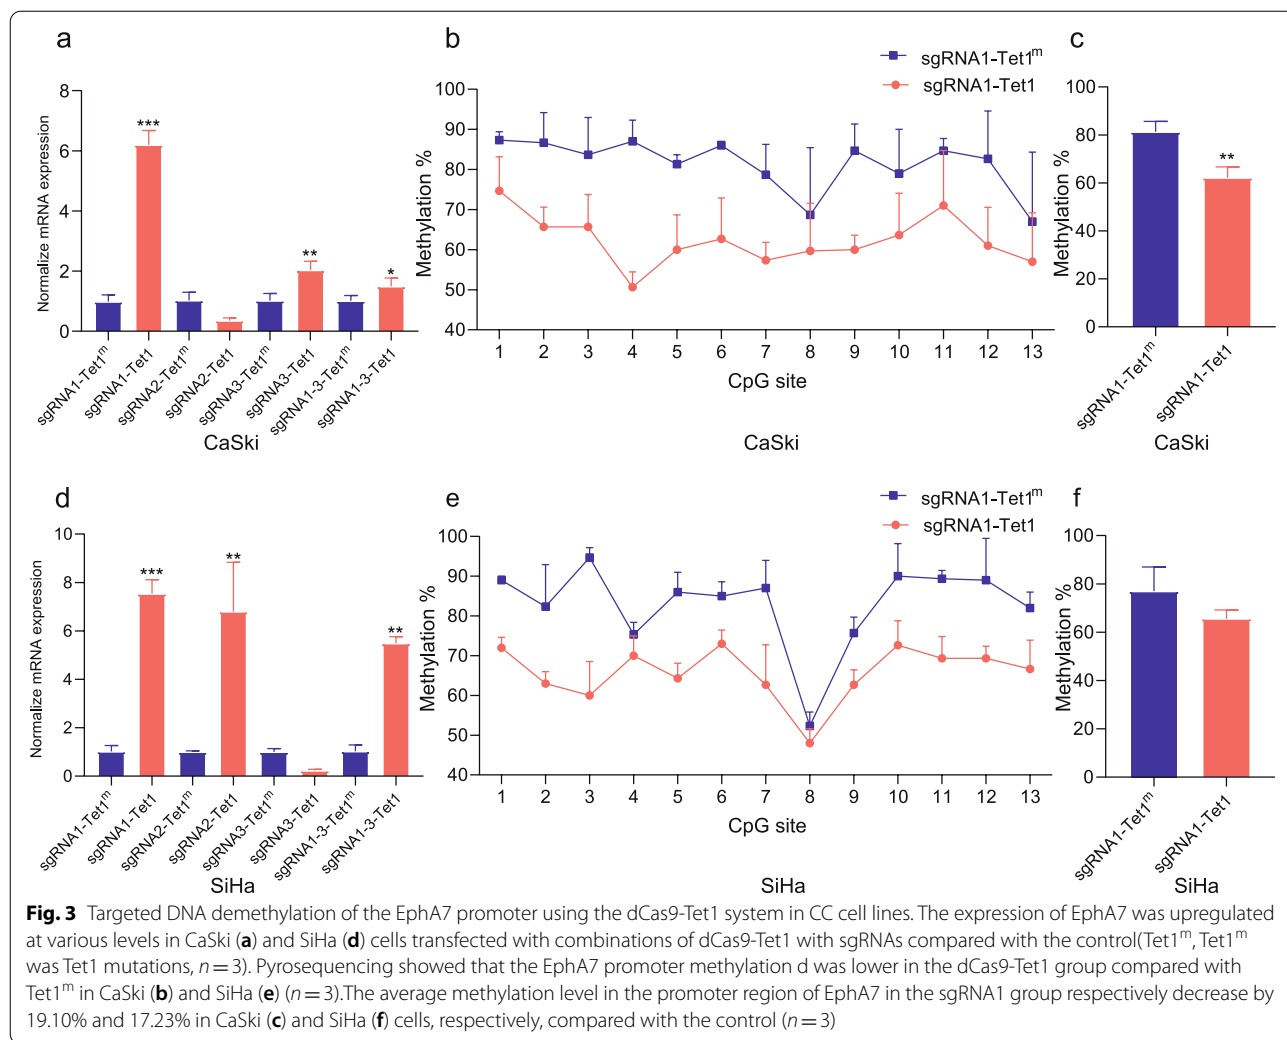 a
Normalize mRNA expression
8
6
4
2
0
***
**
*
sgRNA1-Tet1ᵐ
sgRNA1-Tet1
sgRNA2-Tet1ᵐ
sgRNA2-Tet1
sgRNA3-Tet1ᵐ
sgRNA3-Tet1
sgRNA1-3-Tet1ᵐ
sgRNA1-3-Tet1
CaSki
b
sgRNA1-Tet1ᵐ
sgRNA1-Tet1
Methylation %
100
90
80
70
60
50
40
1 2 3 4 5 6 7 8 9 10 11 12 13
CpG site
CaSki
c
Methylation %
100
80
60
40
20
0
**
sgRNA1-Tet1ᵐ
sgRNA1-Tet1
CaSki
d
Normalize mRNA expression
10
8
6
4
2
0
***
**
**
sgRNA1-Tet1ᵐ
sgRNA1-Tet1
sgRNA2-Tet1ᵐ
sgRNA2-Tet1
sgRNA3-Tet1ᵐ
sgRNA3-Tet1
sgRNA1-3-Tet1ᵐ
sgRNA1-3-Tet1
SiHa
e
sgRNA1-Tet1ᵐ
sgRNA1-Tet1
Methylation %
100
90
80
70
60
50
40
1 2 3 4 5 6 7 8 9 10 11 12 13
CpG site
SiHa
f
Methylation %
100
80
60
40
20
0
sgRNA1-Tet1ᵐ
sgRNA1-Tet1
SiHa
Fig. 3 Targeted DNA demethylation of the EphA7 promoter using the dCas9-Tet1 system in CC cell lines. The expression of EphA7 was upregulated
at various levels in CaSki (a) and SiHa (d) cells transfected with combinations of dCas9-Tet1 with sgRNAs compared with the control(Tet1ᵐ, Tet1ᵐ
was Tet1 mutations, n = 3). Pyrosequencing showed that the EphA7 promoter methylation d was lower in the dCas9-Tet1 group compared with
Tet1ᵐ in CaSki (b) and SiHa (e) (n = 3).The average methylation level in the promoter region of EphA7 in the sgRNA1 group respectively decrease by
19.10% and 17.23% in CaSki (c) and SiHa (f) cells, respectively, compared with the control (n = 3)